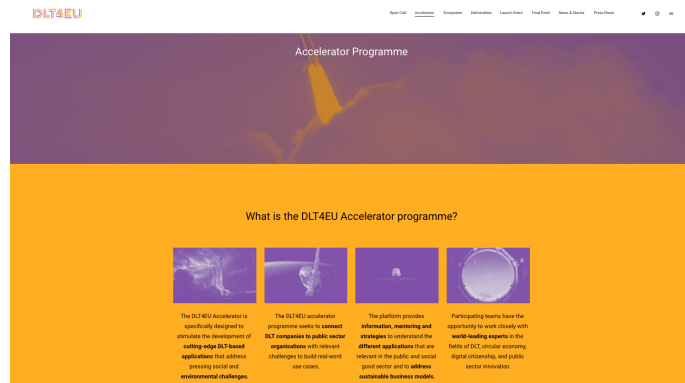 DLT4EU
Open Call Accelerator Ecosystem Deliverables Launch Event Final Event News & Stories Press Room
Accelerator Programme
What is the DLT4EU Accelerator programme?
The DLT4EU Accelerator is
specifically designed to
stimulate the development of
cutting-edge DLT-based
applications that address
pressing social and
environmental challenges.
The DLT4EU accelerator
programme seeks to connect
DLT companies to public sector
organisations with relevant
challenges to build real-word
use cases.
The platform provides
information, mentoring and
strategies to understand the
different applications that are
relevant in the public and social
good sector and to address
sustainable business models.
Participating teams have the
opportunity to work closely with
world-leading experts in the
fields of DLT, circular economy,
digital citizenship, and public
sector innovation.